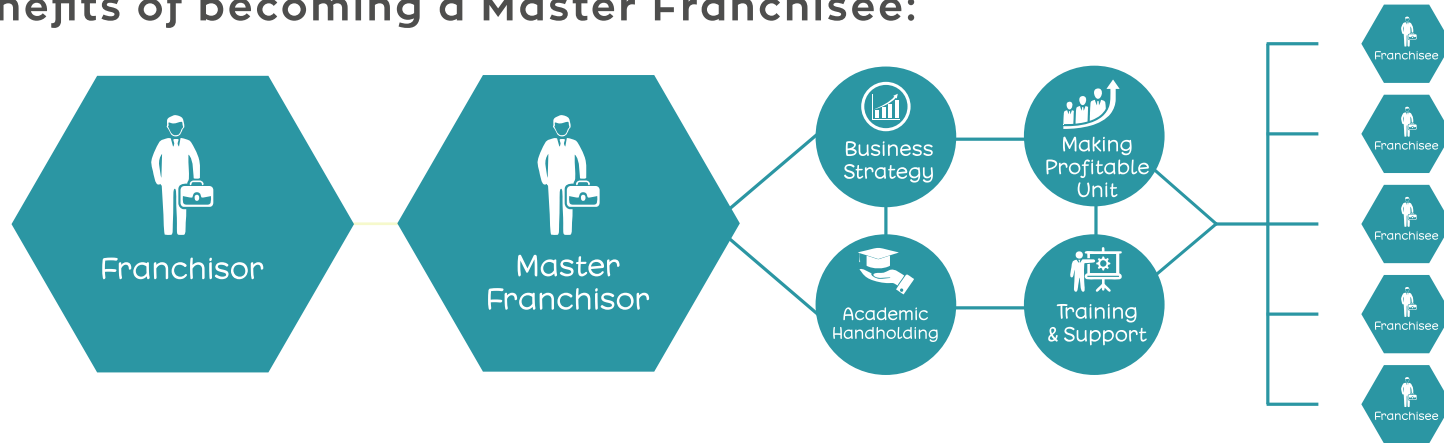 nefits of becoming a Master Franchisee:
Franchisor
Master
Franchisor
Business
Strategy
Making
Profitable
Unit
Academic
Handholding
Training
& Support
Franchisee
Franchisee
Franchisee
Franchisee
Franchisee